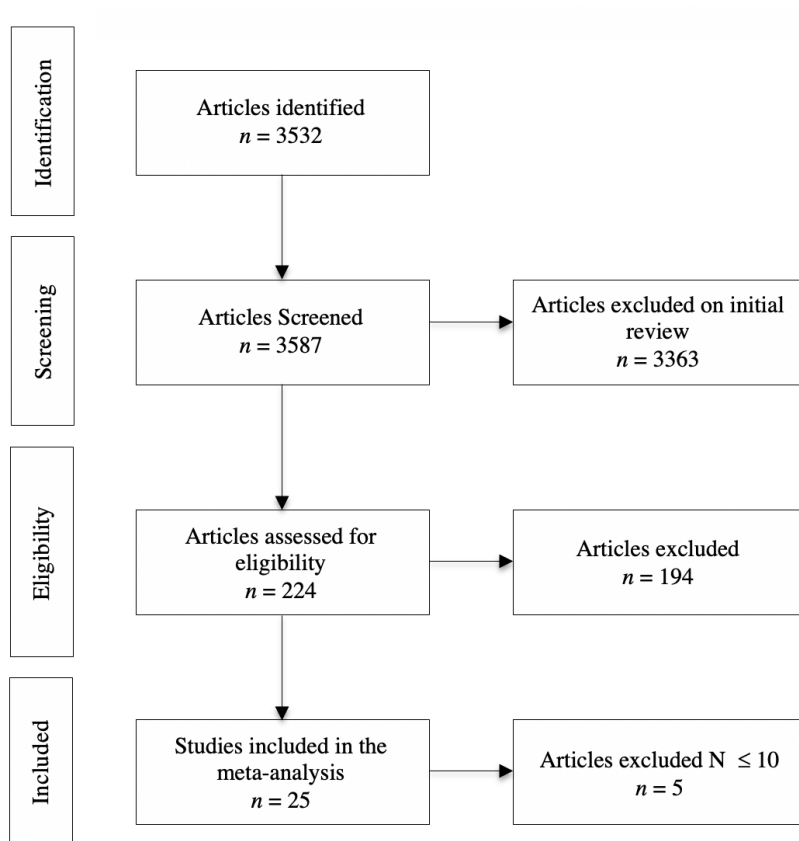 Identification
Articles identified
n = 3532
Screening
Articles Screened
n = 3587
Articles excluded on initial
review
n = 3363
Eligibility
Articles assessed for
eligibility
n = 224
Articles excluded
n = 194
Included
Studies included in the
meta-analysis
n = 25
Articles excluded N ≤ 10
n = 5